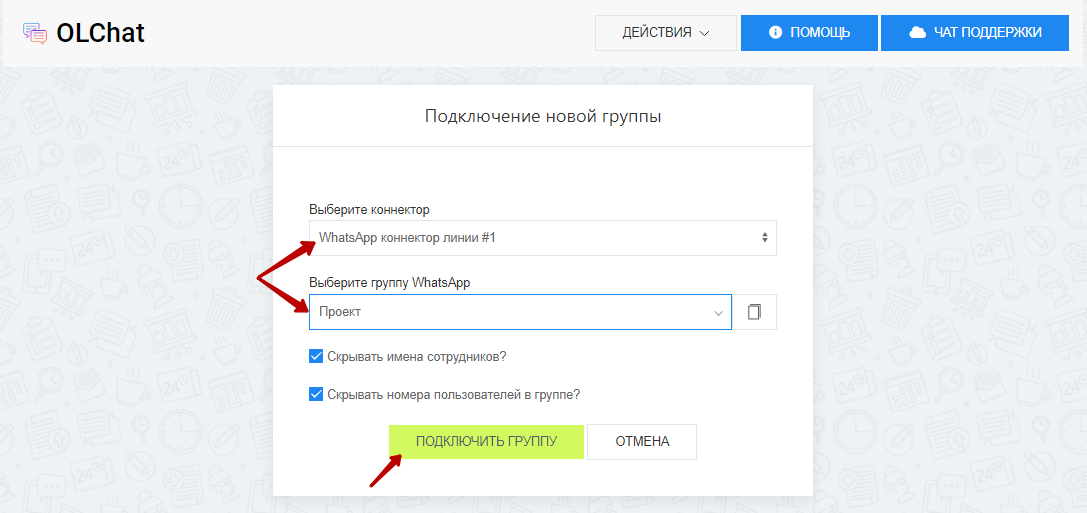 OLChat
ДЕЙСТВИЯ
ПОМОЩЬ
ЧАТ ПОДДЕРЖКИ
Подключение новой группы
Выберите коннектор
WhatsApp коннектор линии #1
Выберите группу WhatsApp
Проект
Скрывать имена сотрудников?
Скрывать номера пользователей в группе?
ПОДКЛЮЧИТЬ ГРУППУ
ОТМЕНА